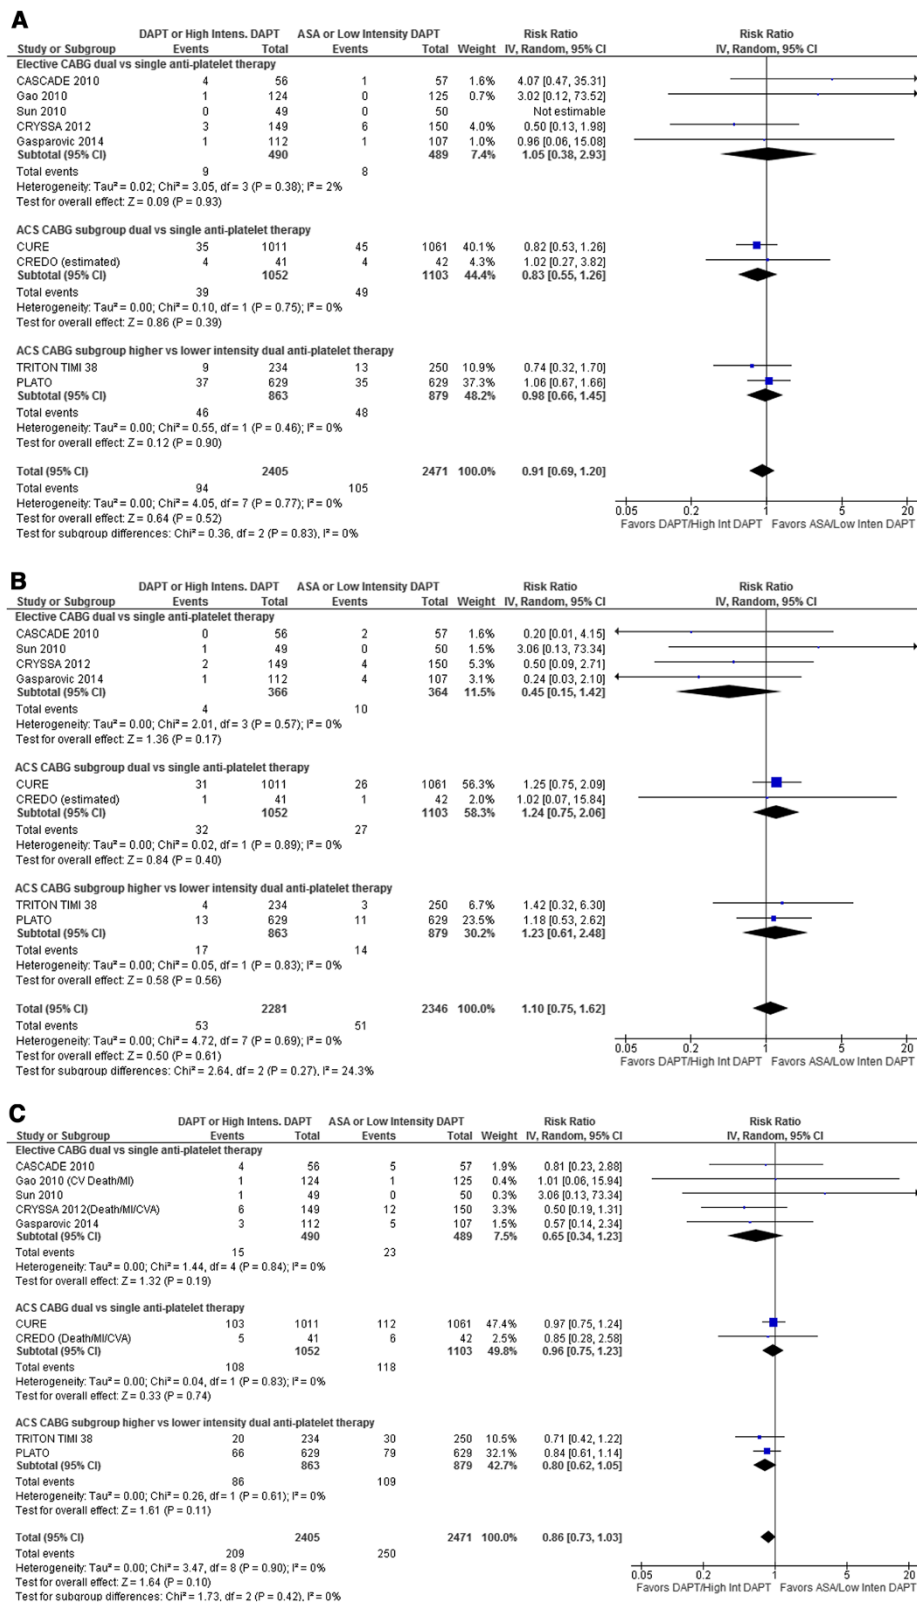 A
DAPT or High Intens. DAPT ASA or Low Intensity DAPT Risk Ratio Risk Ratio
Study or Subgroup Events Total Events Total Weight IV, Random, 95% CI IV, Random, 95% CI
Elective CABG dual vs single anti-platelet therapy
CASCADE 2010 4 56 1 57 1.6% 4.07 [0.47, 35.31]
Gao 2010 1 124 0 125 0.7% 3.02 [0.12, 73.52]
Sun 2010 0 49 0 50 Not estimable
CRYSSA 2012 3 149 6 150 4.0% 0.50 [0.13, 1.98]
Gasparovic 2014 1 112 1 107 1.0% 0.96 [0.06, 15.08]
Subtotal (95% CI) 490 489 7.4% 1.05 [0.38, 2.93]
Total events 9 8
Heterogeneity: Tau² = 0.02; Chi² = 3.05, df = 3 (P = 0.38); I² = 2%
Test for overall effect: Z = 0.09 (P = 0.93)
ACS CABG subgroup dual vs single anti-platelet therapy
CURE 35 1011 45 1061 40.1% 0.82 [0.53, 1.26]
CREDO (estimated) 4 41 4 42 4.3% 1.02 [0.27, 3.82]
Subtotal (95% CI) 1052 1103 44.4% 0.83 [0.55, 1.26]
Total events 39 49
Heterogeneity: Tau² = 0.00; Chi² = 0.10, df = 1 (P = 0.75); I² = 0%
Test for overall effect: Z = 0.86 (P = 0.39)
ACS CABG subgroup higher vs lower intensity dual anti-platelet therapy
TRITON TIMI 38 9 234 13 250 10.9% 0.74 [0.32, 1.70]
PLATO 37 629 35 629 37.3% 1.06 [0.67, 1.66]
Subtotal (95% CI) 863 879 48.2% 0.98 [0.66, 1.45]
Total events 46 48
Heterogeneity: Tau² = 0.00; Chi² = 0.55, df = 1 (P = 0.46); I² = 0%
Test for overall effect: Z = 0.12 (P = 0.90)
Total (95% CI) 2405 2471 100.0% 0.91 [0.69, 1.20]
Total events 94 105
Heterogeneity: Tau² = 0.00; Chi² = 4.05, df = 7 (P = 0.77); I² = 0%
Test for overall effect: Z = 0.64 (P = 0.52)
Test for subgroup differences: Chi² = 0.36, df = 2 (P = 0.83), I² = 0%
0.05 0.2 1 5 20
Favors DAPT/High Int DAPT Favors ASA/Low Inten DAPT
B
DAPT or High Intens. DAPT ASA or Low Intensity DAPT Risk Ratio Risk Ratio
Study or Subgroup Events Total Events Total Weight IV, Random, 95% CI IV, Random, 95% CI
Elective CABG dual vs single anti-platelet therapy
CASCADE 2010 0 56 2 57 1.6% 0.20 [0.01, 4.15]
Sun 2010 1 49 0 50 1.5% 3.06 [0.13, 73.34]
CRYSSA 2012 2 149 4 150 5.3% 0.50 [0.09, 2.71]
Gasparovic 2014 1 112 4 107 3.1% 0.24 [0.03, 2.10]
Subtotal (95% CI) 366 364 11.5% 0.45 [0.15, 1.42]
Total events 4 10
Heterogeneity: Tau² = 0.00; Chi² = 2.01, df = 3 (P = 0.57); I² = 0%
Test for overall effect: Z = 1.36 (P = 0.17)
ACS CABG subgroup dual vs single anti-platelet therapy
CURE 31 1011 26 1061 56.3% 1.25 [0.75, 2.09]
CREDO (estimated) 1 41 1 42 2.0% 1.02 [0.07, 15.84]
Subtotal (95% CI) 1052 1103 58.3% 1.24 [0.75, 2.06]
Total events 32 27
Heterogeneity: Tau² = 0.00; Chi² = 0.02, df = 1 (P = 0.89); I² = 0%
Test for overall effect: Z = 0.84 (P = 0.40)
ACS CABG subgroup higher vs lower intensity dual anti-platelet therapy
TRITON TIMI 38 4 234 3 250 6.7% 1.42 [0.32, 6.30]
PLATO 13 629 11 629 23.5% 1.18 [0.53, 2.62]
Subtotal (95% CI) 863 879 30.2% 1.23 [0.61, 2.48]
Total events 17 14
Heterogeneity: Tau² = 0.00; Chi² = 0.05, df = 1 (P = 0.83); I² = 0%
Test for overall effect: Z = 0.58 (P = 0.56)
Total (95% CI) 2281 2346 100.0% 1.10 [0.75, 1.62]
Total events 53 51
Heterogeneity: Tau² = 0.00; Chi² = 4.72, df = 7 (P = 0.69); I² = 0%
Test for overall effect: Z = 0.50 (P = 0.61)
Test for subgroup differences: Chi² = 2.64, df = 2 (P = 0.27), I² = 24.3%
0.05 0.2 1 5 20
Favors DAPT/High Int DAPT Favors ASA/Low Inten DAPT
C
DAPT or High Intens. DAPT ASA or Low Intensity DAPT Risk Ratio Risk Ratio
Study or Subgroup Events Total Events Total Weight IV, Random, 95% CI IV, Random, 95% CI
Elective CABG dual vs single anti-platelet therapy
CASCADE 2010 4 56 5 57 1.9% 0.81 [0.23, 2.88]
Gao 2010 (CV Death/MI) 1 124 1 125 0.4% 1.01 [0.06, 15.94]
Sun 2010 1 49 0 50 0.3% 3.06 [0.13, 73.34]
CRYSSA 2012(Death/MI/CVA) 6 149 12 150 3.3% 0.50 [0.19, 1.31]
Gasparovic 2014 3 112 5 107 1.5% 0.57 [0.14, 2.34]
Subtotal (95% CI) 490 489 7.5% 0.65 [0.34, 1.23]
Total events 15 23
Heterogeneity: Tau² = 0.00; Chi² = 1.44, df = 4 (P = 0.84); I² = 0%
Test for overall effect: Z = 1.32 (P = 0.19)
ACS CABG dual vs single anti-platelet therapy
CURE 103 1011 112 1061 47.4% 0.97 [0.75, 1.24]
CREDO (Death/MI/CVA) 5 41 6 42 2.5% 0.85 [0.28, 2.58]
Subtotal (95% CI) 1052 1103 49.8% 0.96 [0.75, 1.23]
Total events 108 118
Heterogeneity: Tau² = 0.00; Chi² = 0.04, df = 1 (P = 0.83); I² = 0%
Test for overall effect: Z = 0.33 (P = 0.74)
ACS CABG subgroup higher vs lower intensity dual anti-platelet therapy
TRITON TIMI 38 20 234 30 250 10.5% 0.71 [0.42, 1.22]
PLATO 66 629 79 629 32.1% 0.84 [0.61, 1.14]
Subtotal (95% CI) 863 879 42.7% 0.80 [0.62, 1.05]
Total events 86 109
Heterogeneity: Tau² = 0.00; Chi² = 0.26, df = 1 (P = 0.61); I² = 0%
Test for overall effect: Z = 1.61 (P = 0.11)
Total (95% CI) 2405 2471 100.0% 0.86 [0.73, 1.03]
Total events 209 250
Heterogeneity: Tau² = 0.00; Chi² = 3.47, df = 8 (P = 0.90); I² = 0%
Test for overall effect: Z = 1.64 (P = 0.10)
Test for subgroup differences: Chi² = 1.73, df = 2 (P = 0.42), I² = 0%
0.05 0.2 1 5 20
Favors DAPT/High Int DAPT Favors ASA/Low Inten DAPT